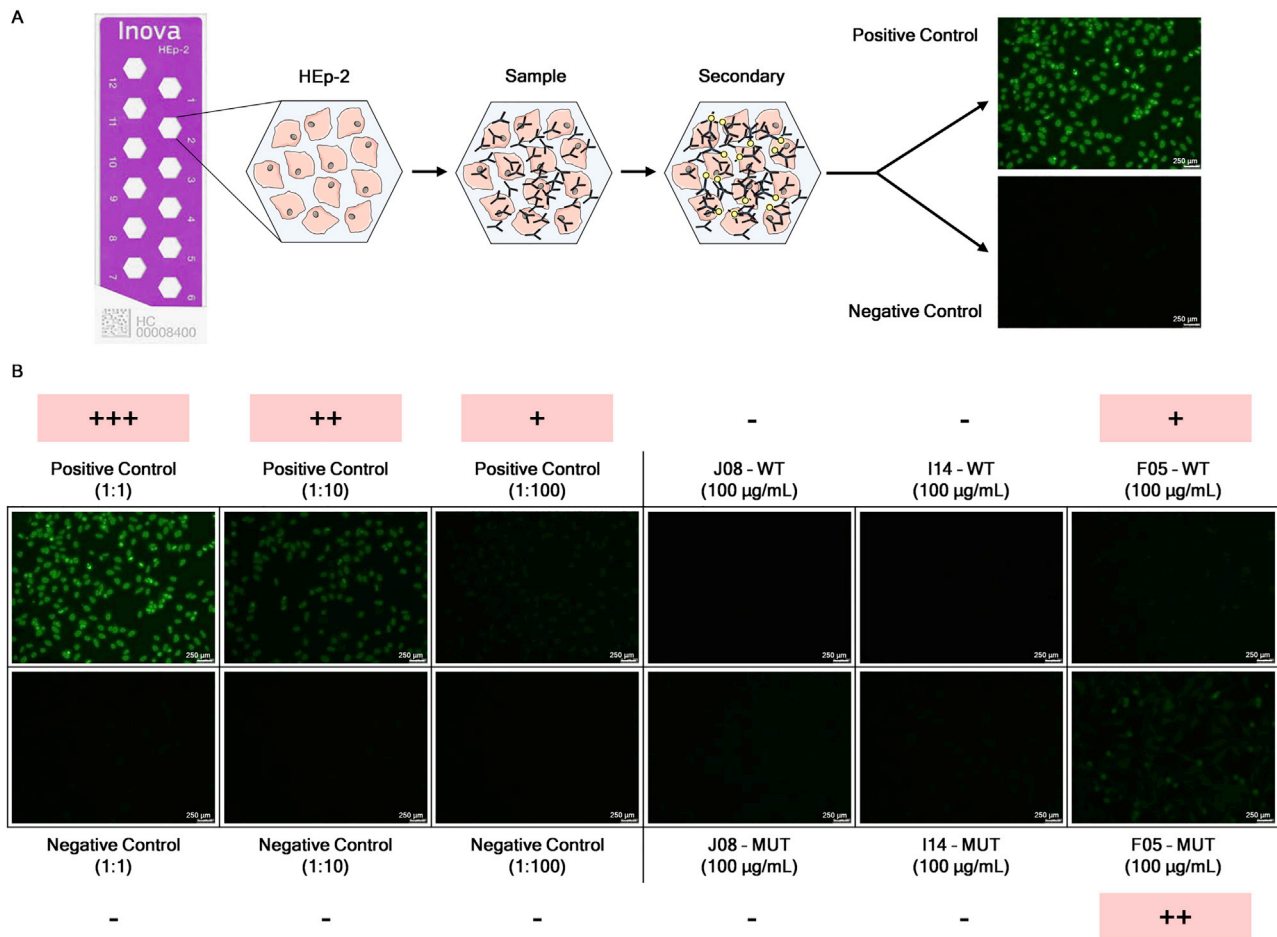 A
Inova
HEp-2
12
1
11
2
10
3
9
4
8
5
7
6
HC
00008400
HEp-2
Sample
Secondary
Positive Control
250 µm
Negative Control
250 µm
B
+++
++
+
-
-
+
Positive Control
(1:1)
Positive Control
(1:10)
Positive Control
(1:100)
J08 - WT
(100 µg/mL)
I14 - WT
(100 µg/mL)
F05 - WT
(100 µg/mL)
250 µm
250 µm
250 µm
250 µm
250 µm
250 µm
250 µm
250 µm
250 µm
250 µm
250 µm
250 µm
Negative Control
(1:1)
Negative Control
(1:10)
Negative Control
(1:100)
J08 - MUT
(100 µg/mL)
I14 - MUT
(100 µg/mL)
F05 - MUT
(100 µg/mL)
-
-
-
-
-
++